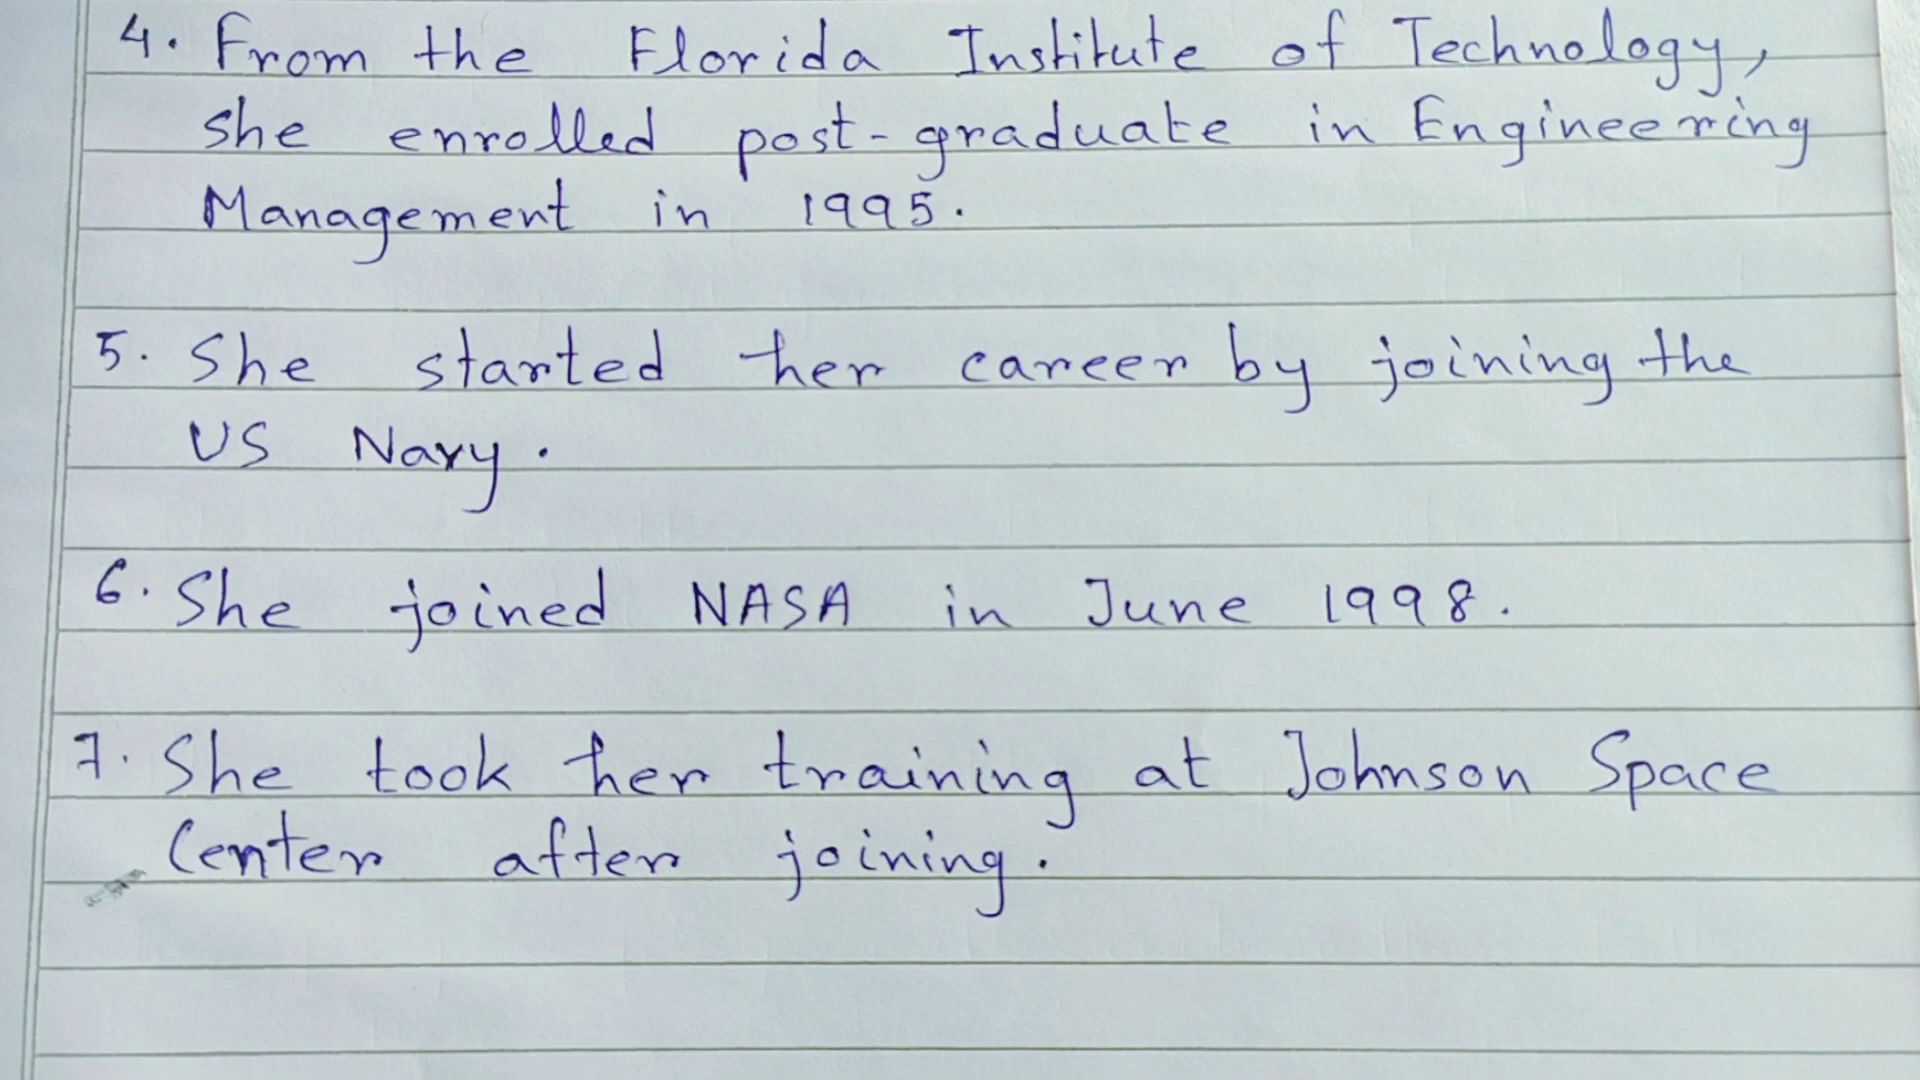 4. From the Florida Institute of Technology,
she enrolled post-graduate in Engineering
Management in 1995.
5. She started her career by joining the
US Navy.
6. She joined NASA in June 1998.
7. She took her training at Johnson Space
Center after joining.